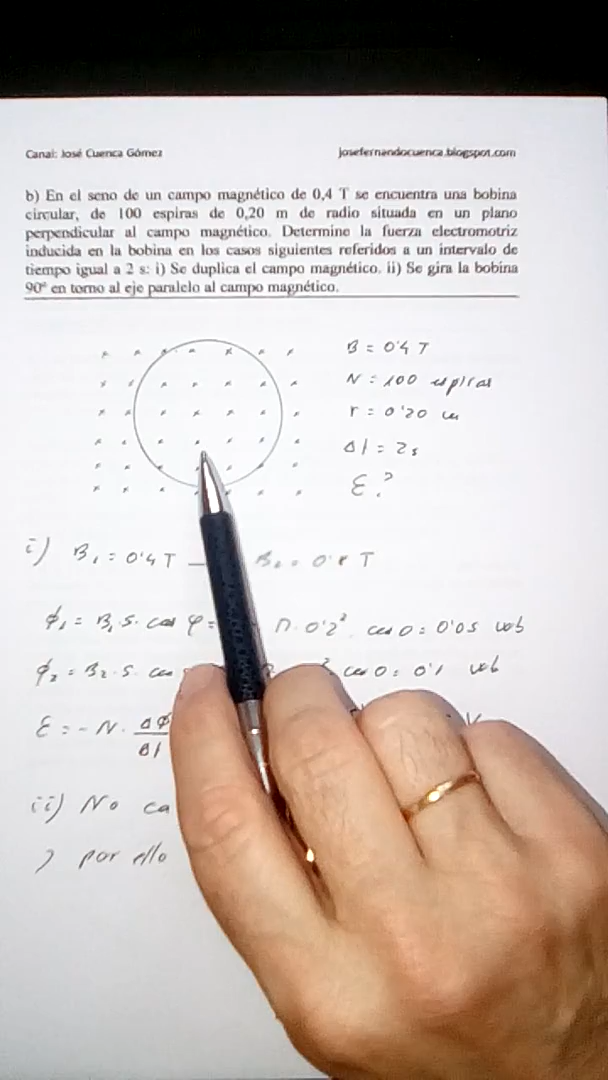 Canal: José Cuenca Gómez
josefernandocuenca.blogspot.com
b) En el seno de un campo magnético de 0,4 T se encuentra una bobina
circular, de 100 espiras de 0,20 m de radio situada en un plano
perpendicular al campo magnético. Determine la fuerza electromotriz
inducida en la bobina en los casos siguientes referidos a un intervalo de
tiempo igual a 2 s: i) Se duplica el campo magnético. ii) Se gira la bobina
90º en torno al eje paralelo al campo magnético.
B = 0'4 T
N = 100 espiras
r = 0'20 m
Δt = 2s
ε?
i) B₁ = 0'4 T — B₂ = 0'8 T
ϕ₁ = B₁·S·cos φ = π·0'2² · cos 0 = 0'05 web
ϕ₂ = B₂·S·cos ² cos 0 = 0'1 web
ε = -N · Δϕ/Δt V
ii) No ca
y por ello